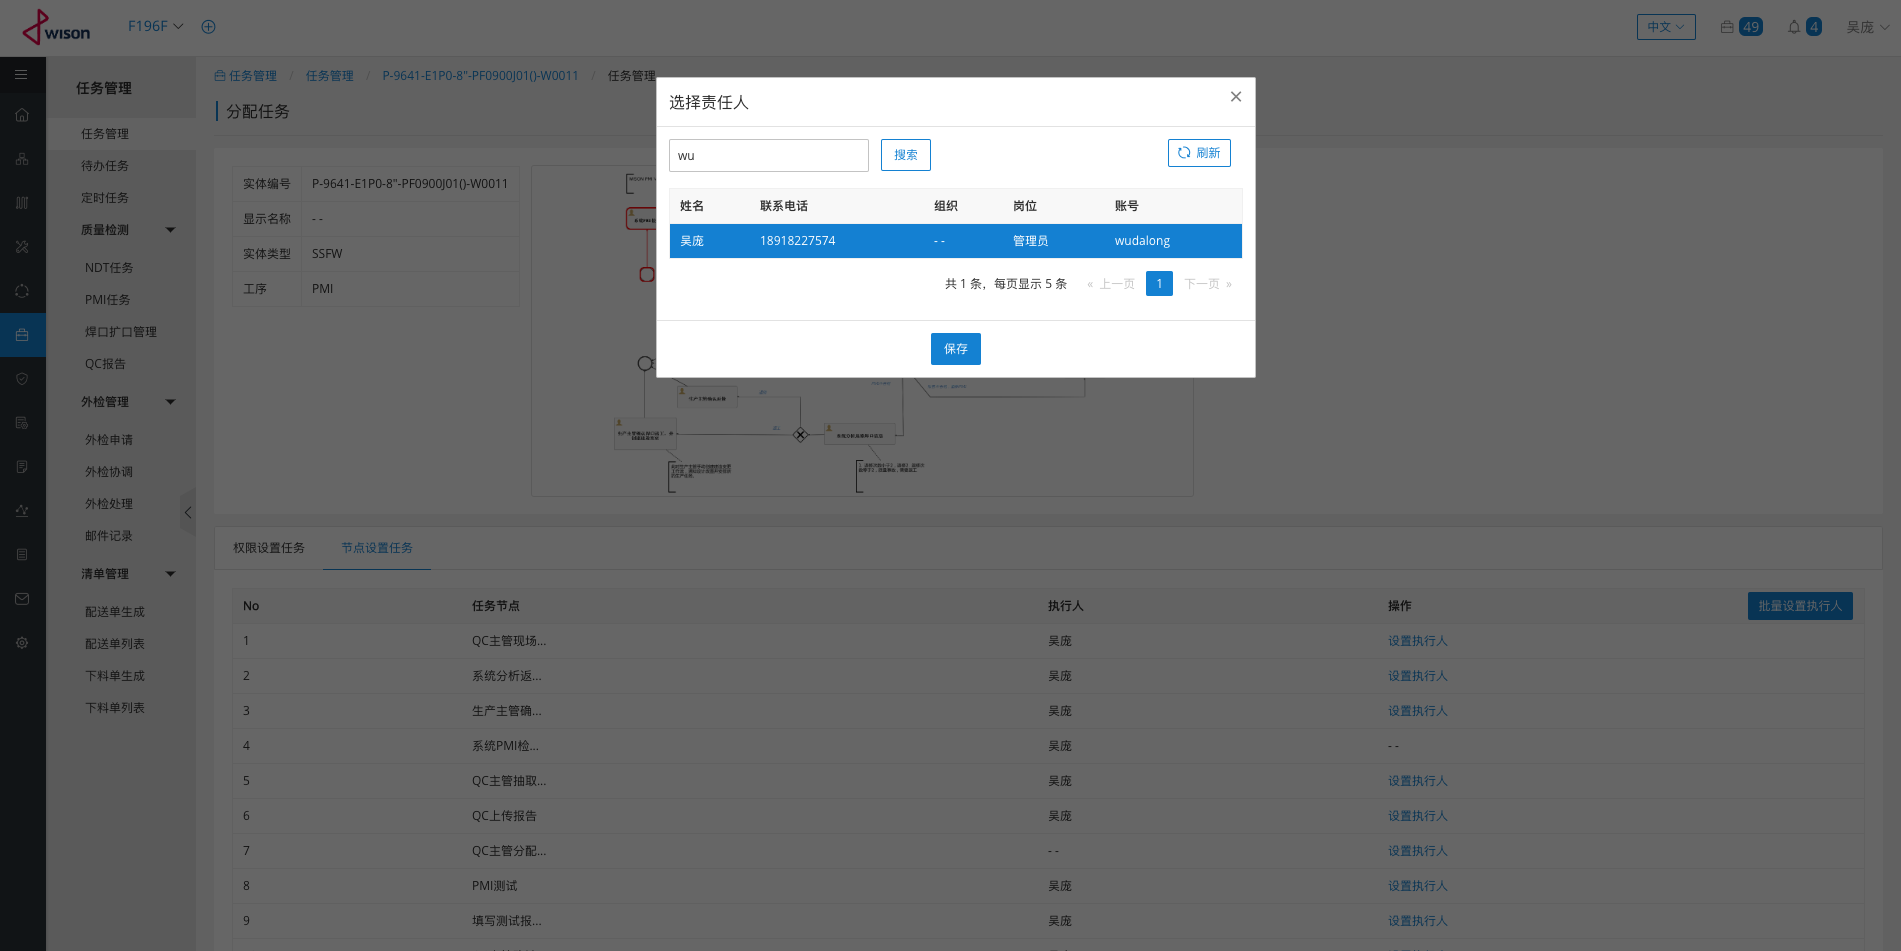 wison
F196F
中文
49
4
吴庞
任务管理
任务管理
待办任务
定时任务
质量检测
NDT任务
PMI任务
焊口扩口管理
QC报告
外检管理
外检申请
外检协调
外检处理
邮件记录
清单管理
配送单生成
配送单列表
下料单生成
下料单列表
任务管理 / 任务管理 / P-9641-E1P0-8"-PF0900J01()-W0011 / 任务管理
分配任务
实体编号 P-9641-E1P0-8"-PF0900J01()-W0011
显示名称 - -
实体类型 SSFW
工序 PMI
选择责任人
wu
搜索
刷新
姓名 联系电话 组织 岗位 账号
吴庞 18918227574 - - 管理员 wudalong
共 1 条，每页显示 5 条 « 上一页 1 下一页 »
保存
权限设置任务 节点设置任务
No 任务节点 执行人 操作 批量设置执行人
1 QC主管现场... 吴庞 设置执行人
2 系统分析返... 吴庞 设置执行人
3 生产主管确... 吴庞 设置执行人
4 系统PMI检... 吴庞 - -
5 QC主管抽取... 吴庞 设置执行人
6 QC上传报告 吴庞 设置执行人
7 QC主管分配... - - 设置执行人
8 PMI测试 吴庞 设置执行人
9 填写测试报... 吴庞 设置执行人